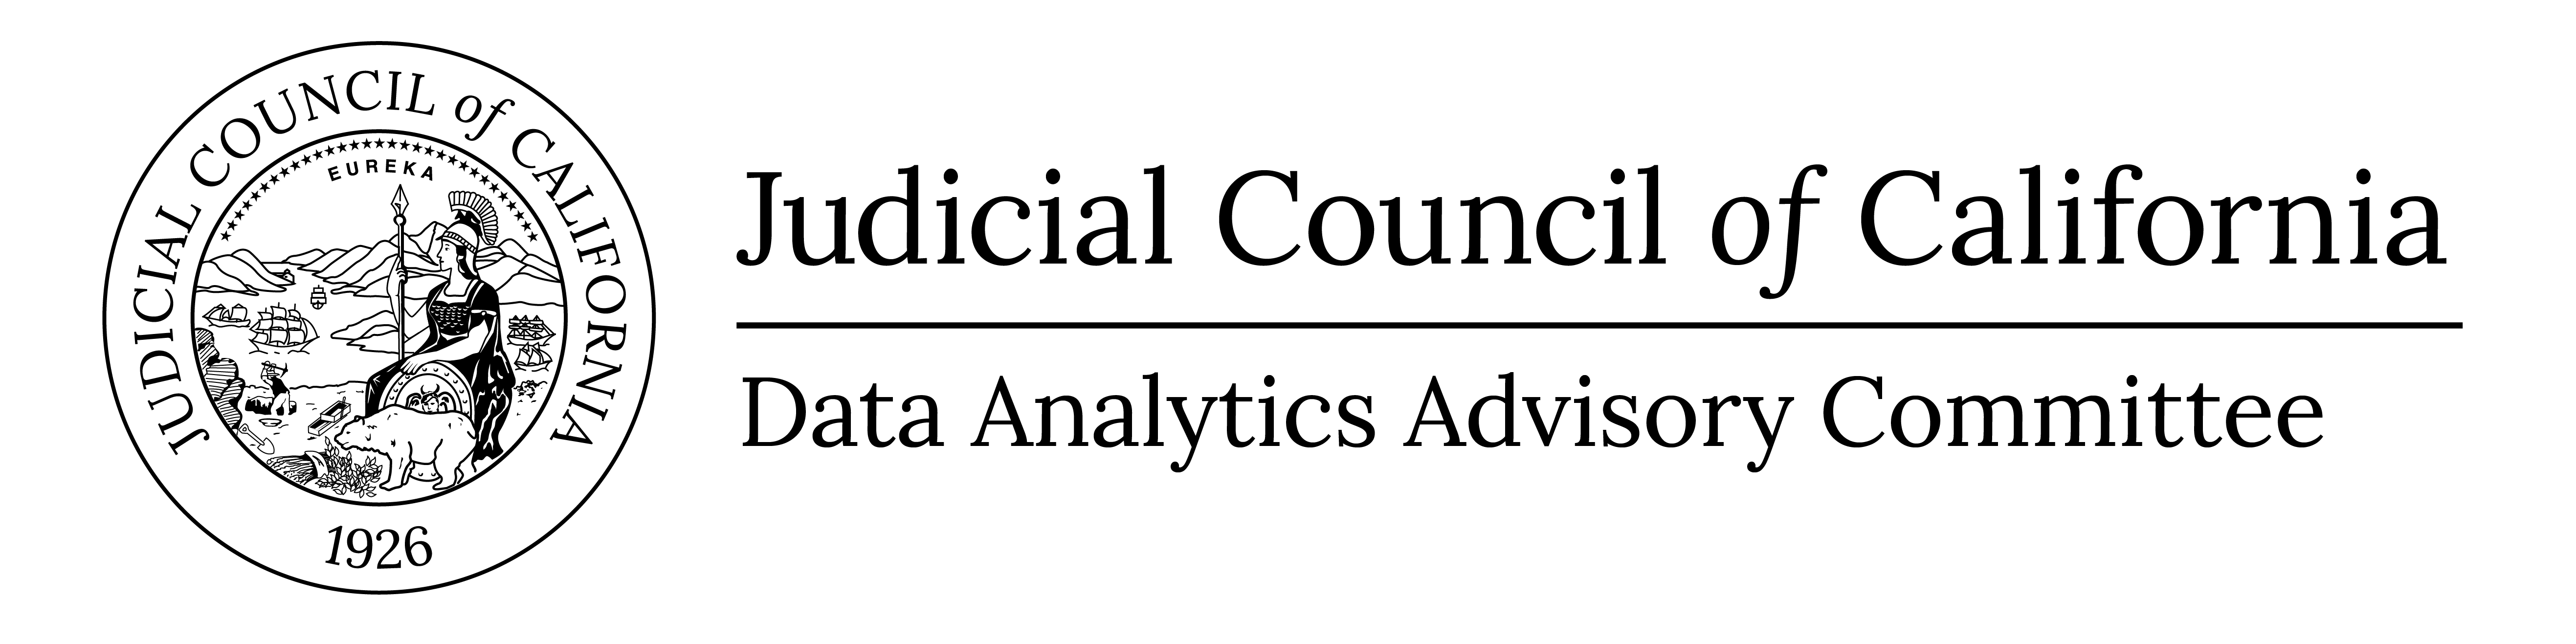 JUDICIAL COUNCIL of CALIFORNIA
EUREKA
1926
Judicial Council of California
Data Analytics Advisory Committee